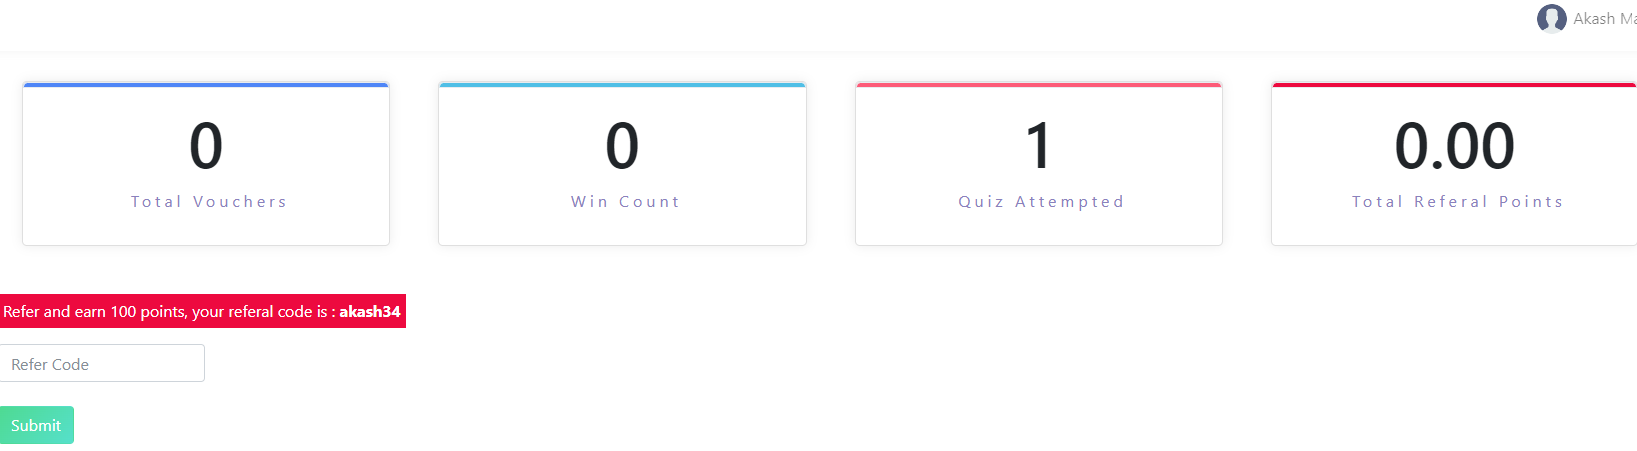 Akash Ma
0
Total Vouchers
0
Win Count
1
Quiz Attempted
0.00
Total Referal Points
Refer and earn 100 points, your referal code is : akash34
Refer Code
Submit